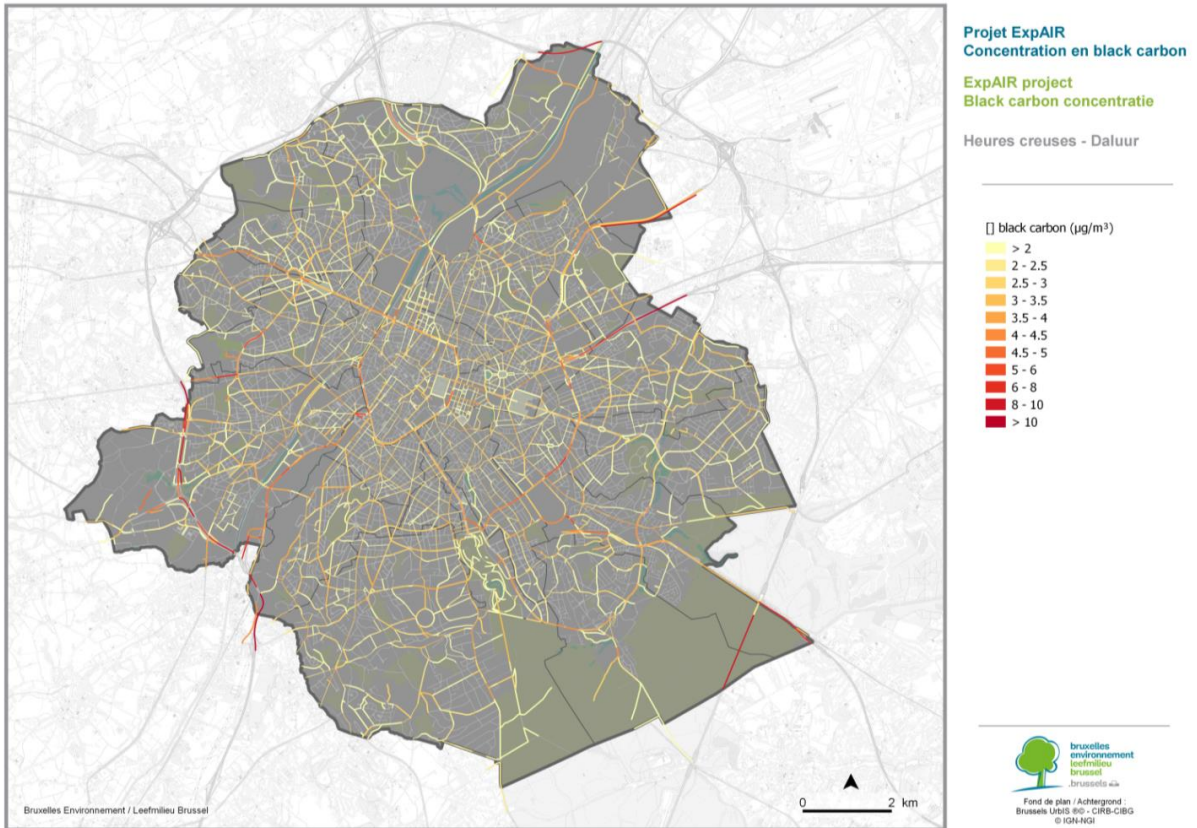 Projet ExpAIR
Concentration en black carbon
ExpAIR project
Black carbon concentratie
Heures creuses - Daluur
[] black carbon (µg/m³)
> 2
2 - 2.5
2.5 - 3
3 - 3.5
3.5 - 4
4 - 4.5
4.5 - 5
5 - 6
6 - 8
8 - 10
> 10
bruxelles
environnement
leefmilieu
brussel
.brussels
Fond de plan / Achtergrond :
Brussels UrbIS ®© - CIRB-CIBG
© IGN-NGI
Bruxelles Environnement / Leefmilieu Brussel
0 2 km